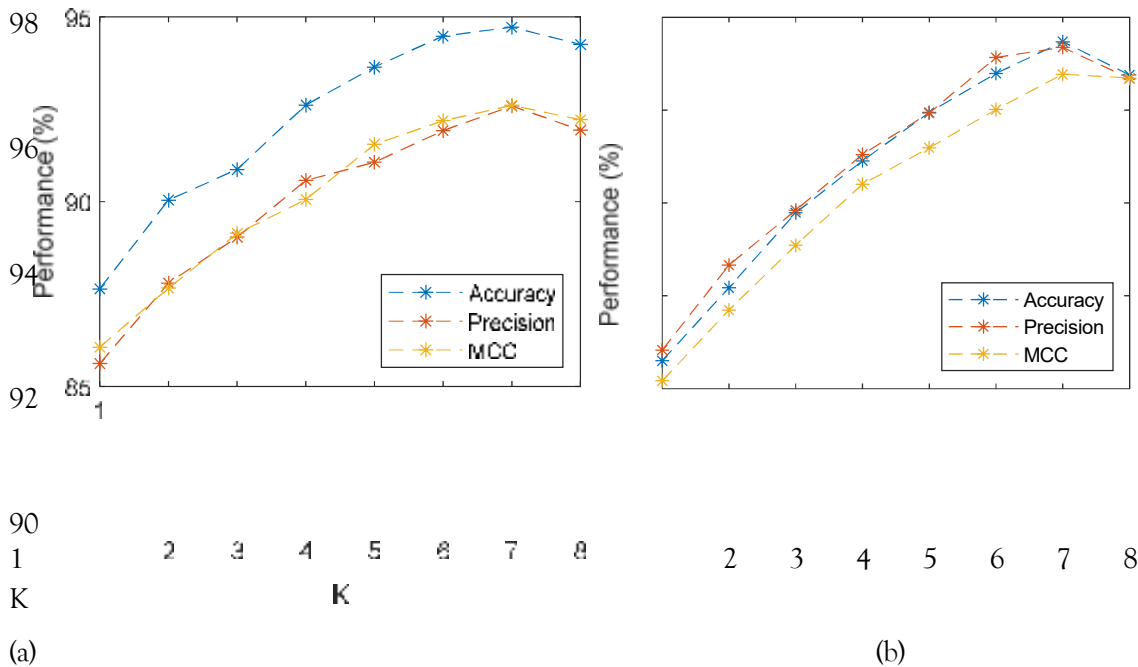 98
95
Performance (%)
96
90
94
Accuracy
Precision
MCC
92
85
1
Performance (%)
Accuracy
Precision
MCC
90
1
2 3 4 5 6 7 8
K
K
2 3 4 5 6 7 8
(a)
(b)